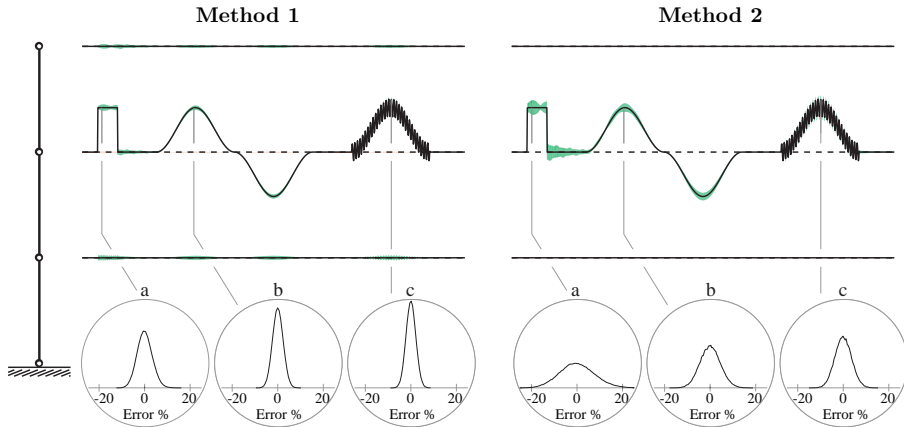 Method 1 Method 2
a b c a b c
-20 0 20 -20 0 20 -20 0 20 -20 0 20 -20 0 20 -20 0 20
Error % Error % Error % Error % Error % Error %